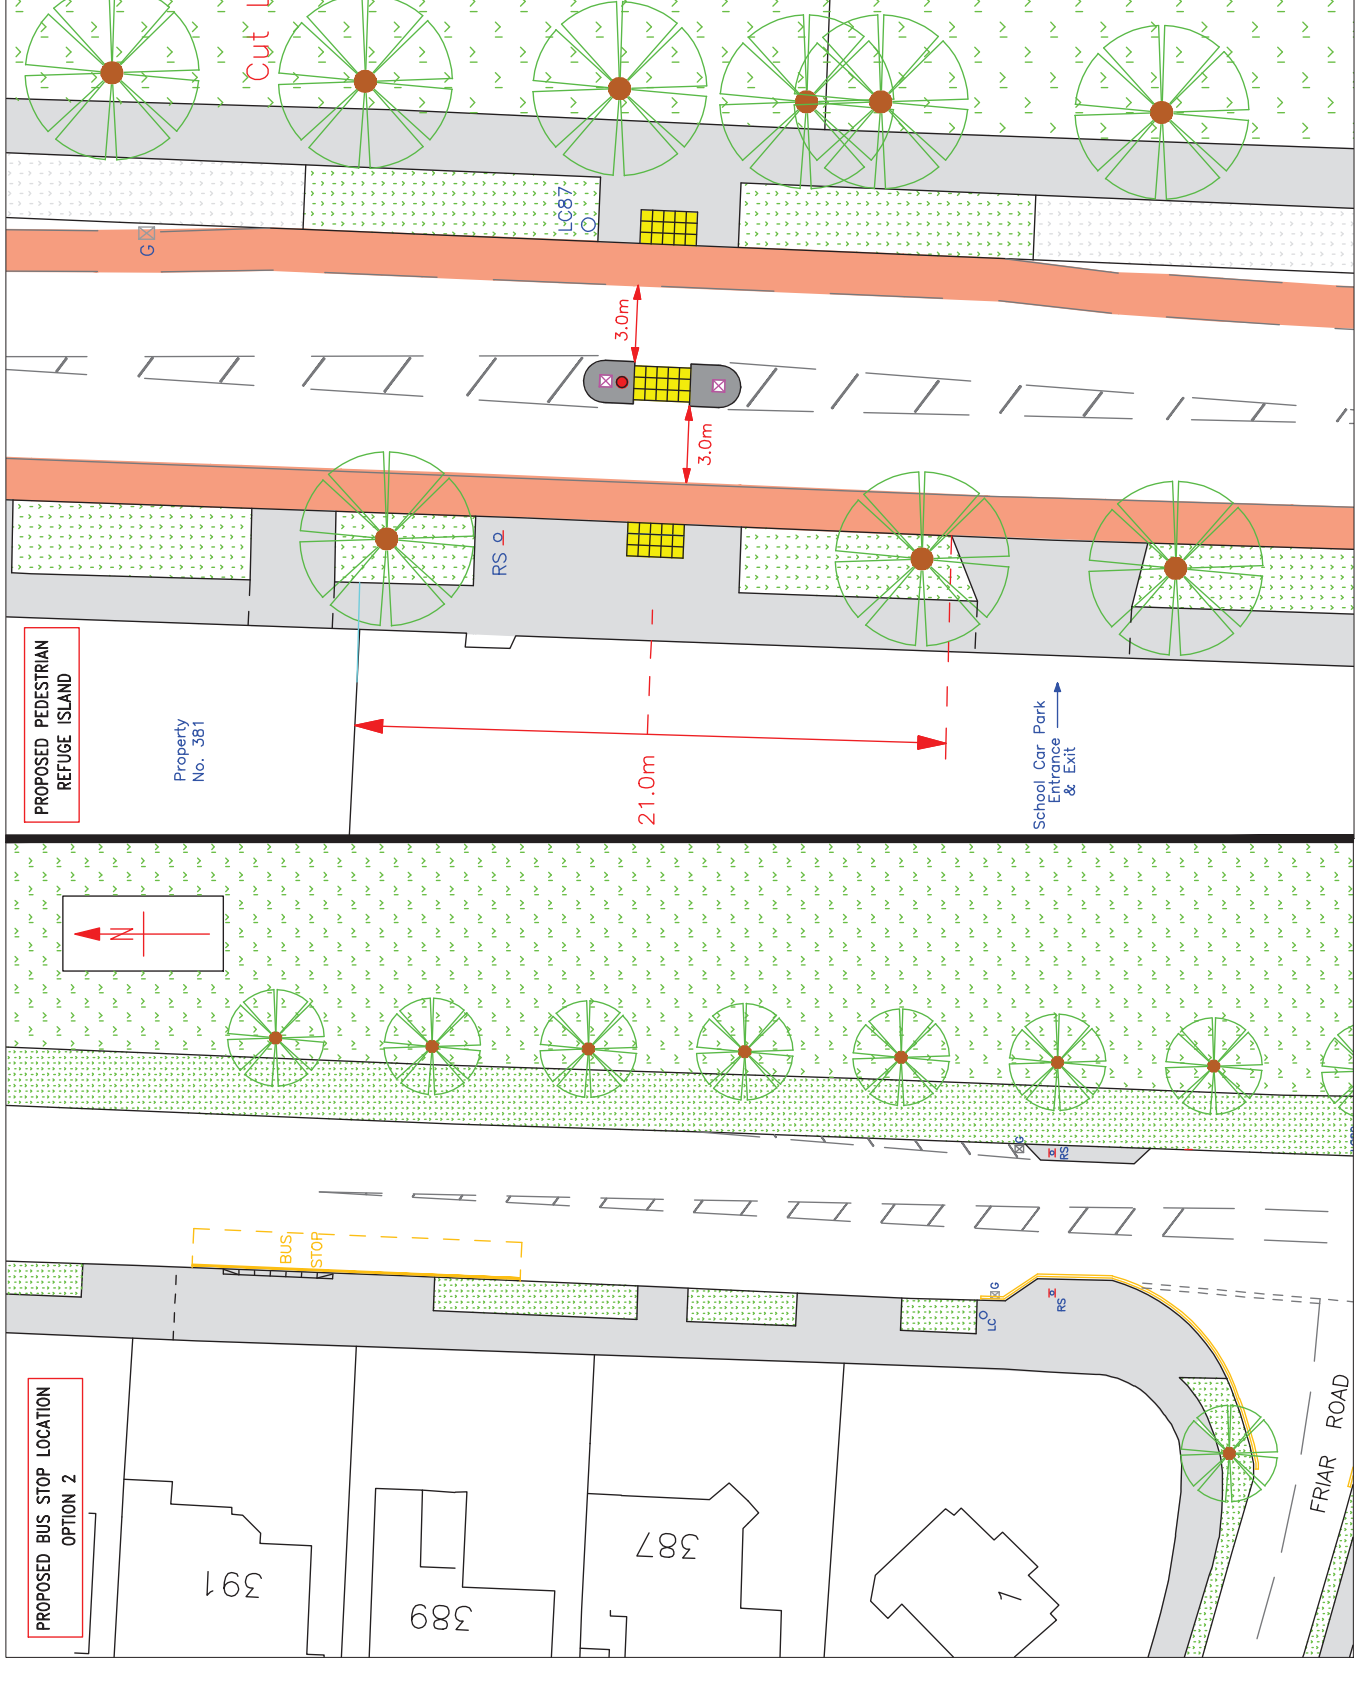 Cut
LC87
G
3.0m
3.0m
RS
PROPOSED PEDESTRIAN
REFUGE ISLAND
Property
No. 381
21.0m
School Car Park
Entrance
& Exit
N
G
RS
BUS
STOP
G
LC
RS
PROPOSED BUS STOP LOCATION
OPTION 2
391
389
387
1
FRIAR ROAD